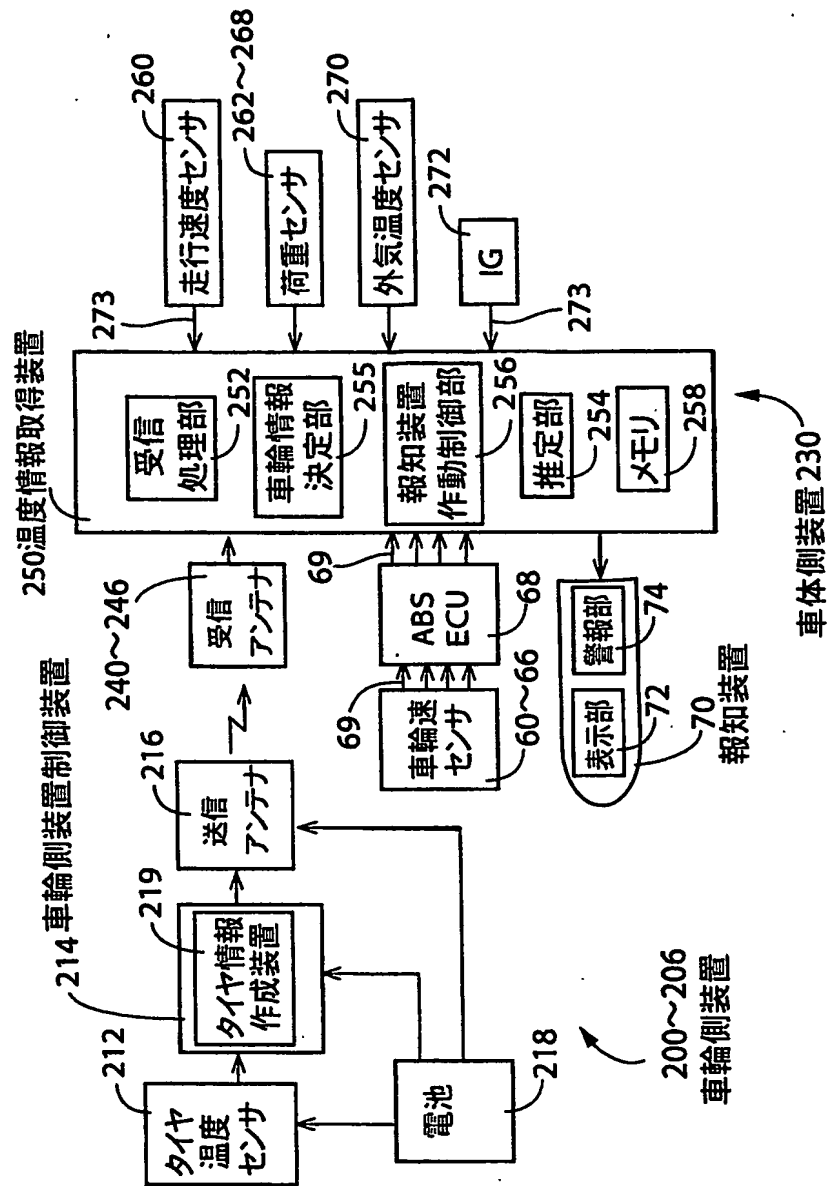 212
タイヤ
温度
センサ
214車輪側装置制御装置
219
タイヤ情報
作成装置
216
送信
アンテナ
電池
218
200～206
車輪側装置
240～246
受信
アンテナ
69
車輪速
センサ
60～66
ABS
ECU
68
69
表示部
72
警報部
74
70
報知装置
250温度情報取得装置
受信
処理部
252
車輪情報
決定部
255
報知装置
作動制御部
256
推定部
254
メモリ
258
車体側装置230
273
走行速度センサ
260
荷重センサ
262～268
外気温度センサ
270
IG
272
273